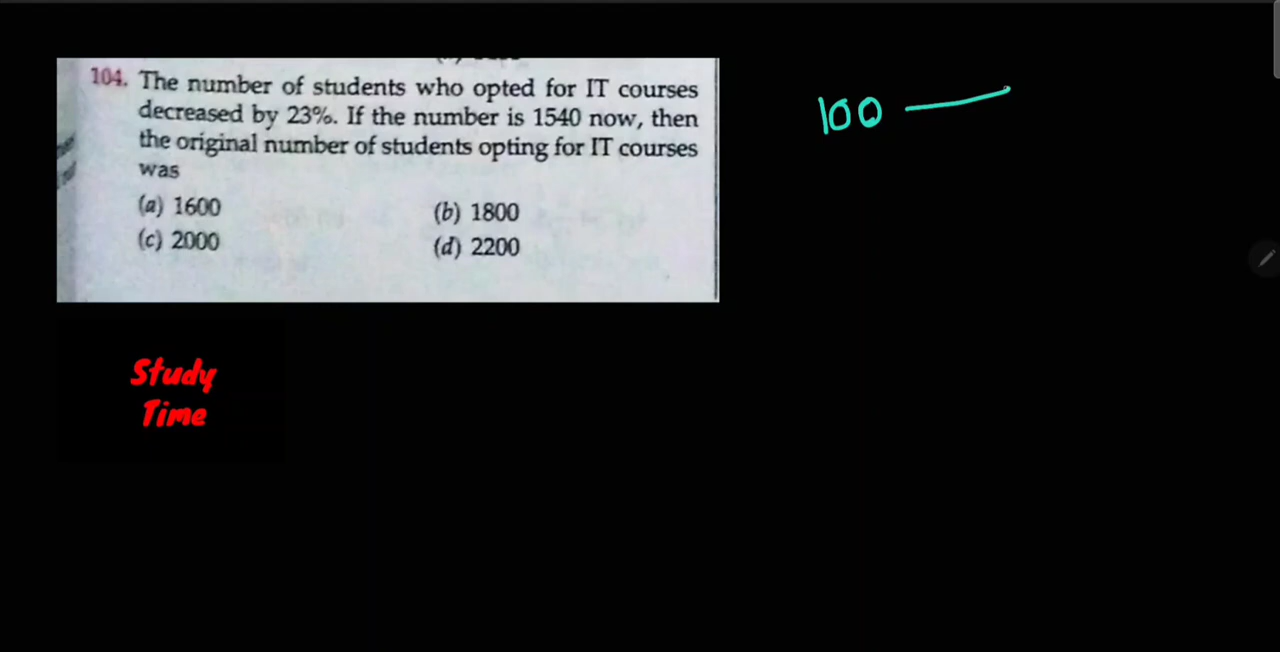 104. The number of students who opted for IT courses
decreased by 23%. If the number is 1540 now, then
the original number of students opting for IT courses
was
(a) 1600 (b) 1800
(c) 2000 (d) 2200
100
Study
Time